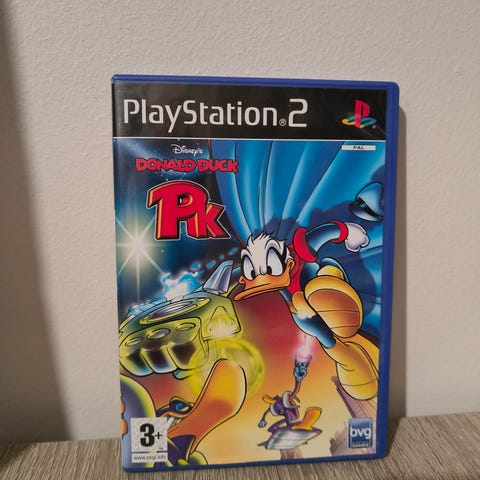 PlayStation®2
PAL
Disney's
DONALD DUCK
PK
3+
www.pegi.info
bvg
GAMES